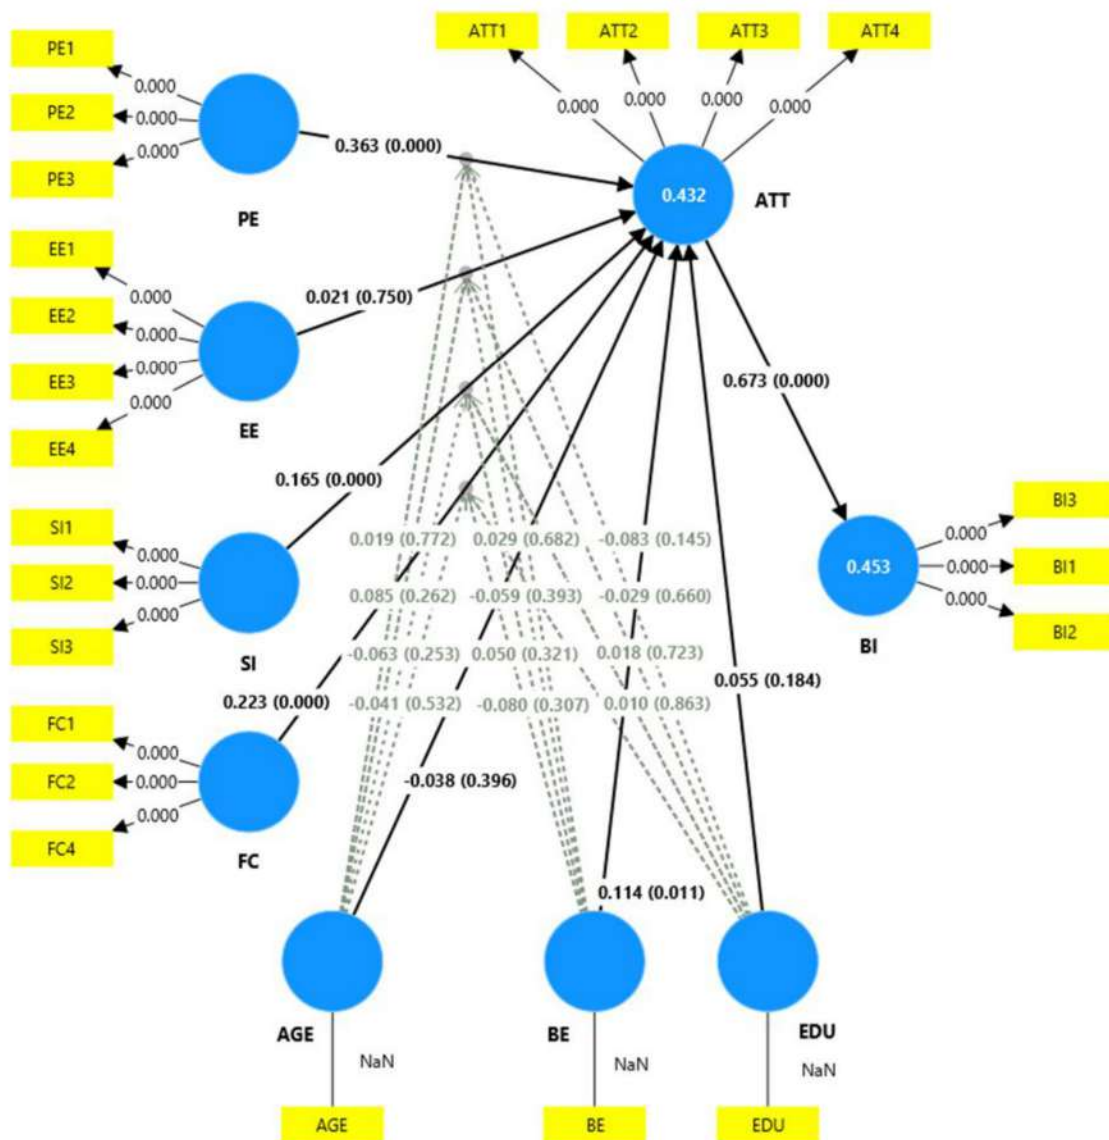 ATT1 ATT2 ATT3 ATT4
PE1
0.000
PE2
0.000
PE3
0.000
PE
0.363 (0.000)
0.000 0.000 0.000 0.000
0.432
ATT
EE1
0.000
EE2
0.000
EE3
0.000
EE4
0.000
EE
0.021 (0.750)
0.673 (0.000)
SI1
0.000
SI2
0.000
SI3
0.000
SI
0.165 (0.000)
0.019 (0.772) 0.029 (0.682) -0.083 (0.145)
0.085 (0.262) -0.059 (0.393) -0.029 (0.660)
-0.063 (0.253) 0.050 (0.321) 0.018 (0.723)
-0.041 (0.532) -0.080 (0.307) 0.010 (0.863)
0.453
BI
0.000
BI3
0.000
BI1
0.000
BI2
0.055 (0.184)
FC1
0.000
FC2
0.000
FC4
0.000
FC
0.223 (0.000)
-0.038 (0.396)
0.114 (0.011)
AGE BE EDU
NaN NaN NaN
AGE BE EDU